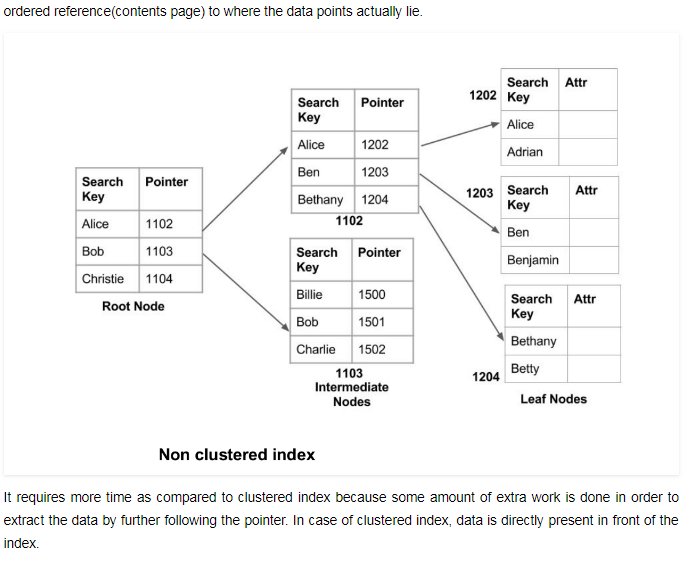 ordered reference(contents page) to where the data points actually lie.
Search Key Pointer
Alice 1102
Bob 1103
Christie 1104
Root Node
Search Key Pointer
Alice 1202
Ben 1203
Bethany 1204
1102
Search Key Pointer
Billie 1500
Bob 1501
Charlie 1502
1103
Intermediate
Nodes
1202
Search Key Attr
Alice
Adrian
1203
Search Key Attr
Ben
Benjamin
Search Key Attr
Bethany
Betty
1204
Leaf Nodes
Non clustered index
It requires more time as compared to clustered index because some amount of extra work is done in order to
extract the data by further following the pointer. In case of clustered index, data is directly present in front of the
index.